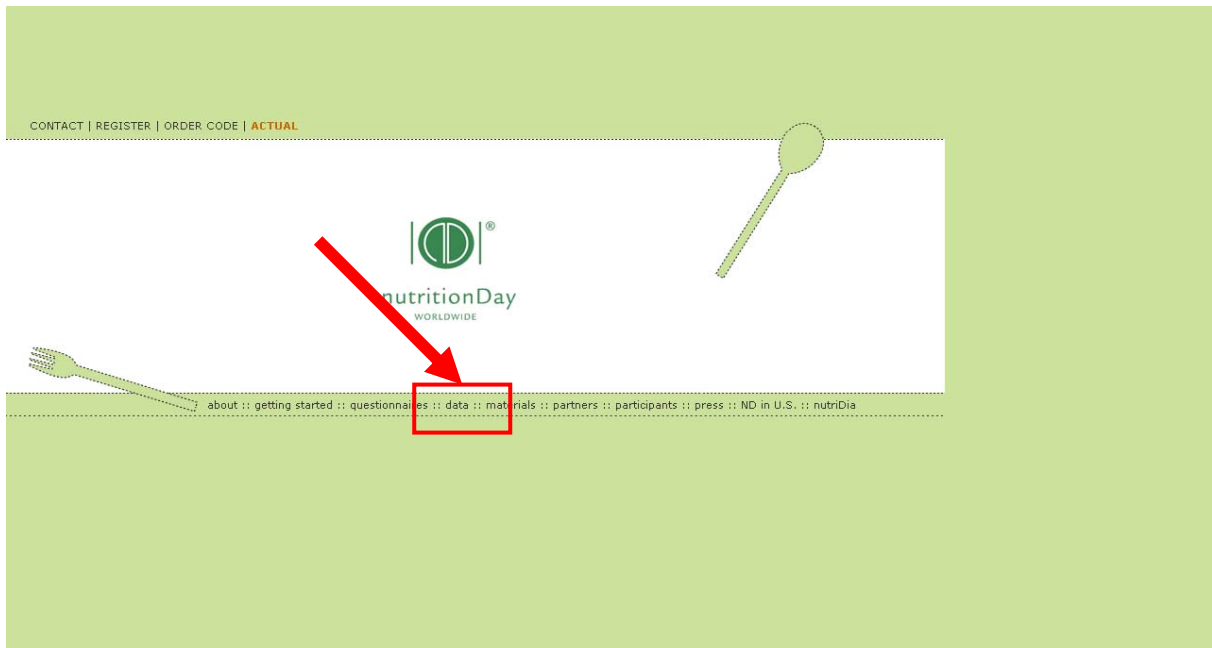 CONTACT | REGISTER | ORDER CODE | ACTUAL
®
nutritionDay
WORLDWIDE
about :: getting started :: questionnaires :: data :: materials :: partners :: participants :: press :: ND in U.S. :: nutriDia